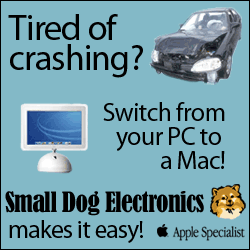 Tired of
crashing?
Switch from
your PC to
a Mac!
Small Dog Electronics
makes it easy!
Apple Specialist